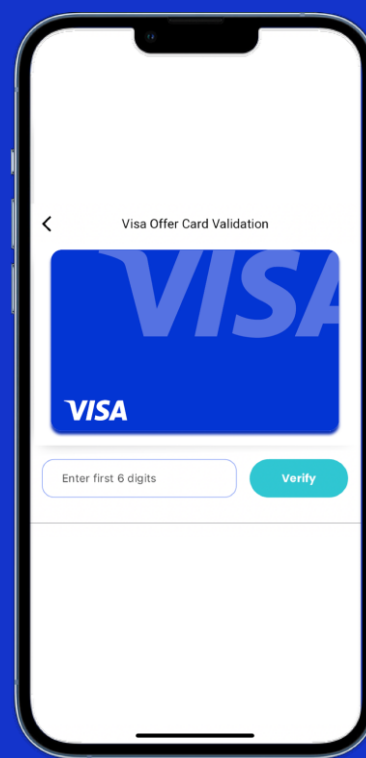 Visa Offer Card Validation
VISA
VISA
Enter first 6 digits
Verify